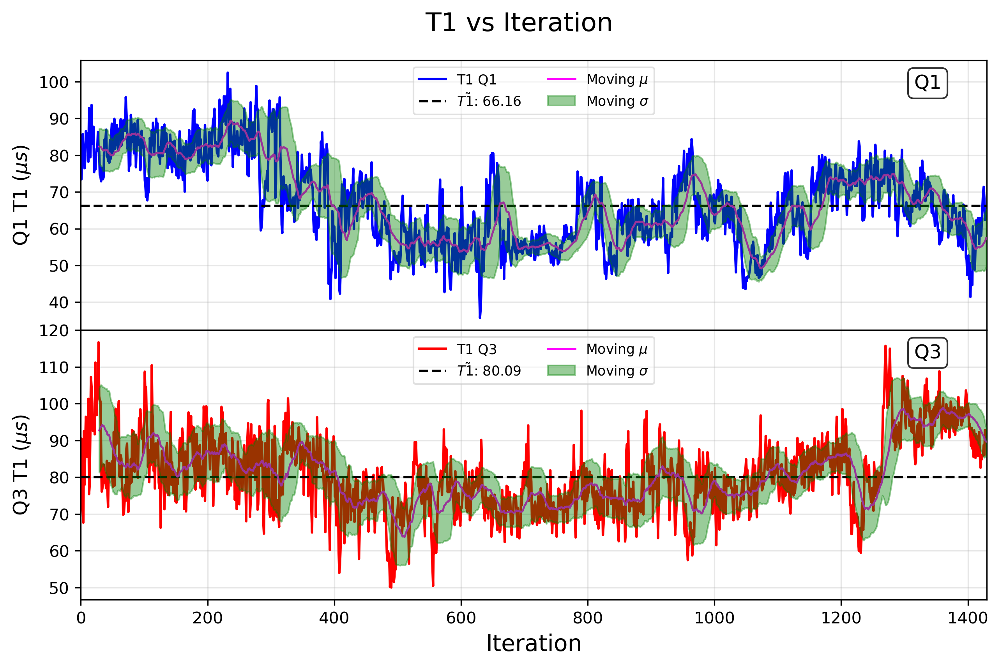 T1 vs Iteration
Q1 T1 (μs)
100
90
80
70
60
50
40
T1 Q1
T̃1: 66.16
Moving μ
Moving σ
Q1
Q3 T1 (μs)
120
110
100
90
80
70
60
50
T1 Q3
T̃1: 80.09
Moving μ
Moving σ
Q3
0 200 400 600 800 1000 1200 1400
Iteration